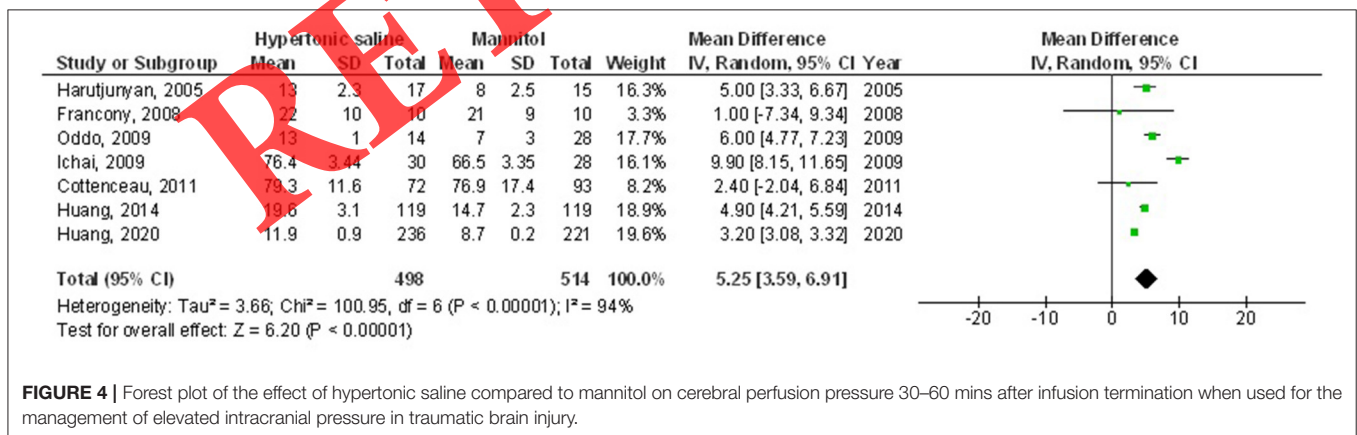 RET
Hypertonic saline Mannitol Mean Difference Mean Difference
Study or Subgroup Mean SD Total Mean SD Total Weight IV, Random, 95% CI Year IV, Random, 95% CI
Harutjunyan, 2005 13 2.3 17 8 2.5 15 16.3% 5.00 [3.33, 6.67] 2005
Francony, 2008 22 10 10 21 9 10 3.3% 1.00 [-7.34, 9.34] 2008
Oddo, 2009 13 1 14 7 3 28 17.7% 6.00 [4.77, 7.23] 2009
Ichai, 2009 76.4 3.44 30 66.5 3.35 28 16.1% 9.90 [8.15, 11.65] 2009
Cottenceau, 2011 79.3 11.6 72 76.9 17.4 93 8.2% 2.40 [-2.04, 6.84] 2011
Huang, 2014 19.6 3.1 119 14.7 2.3 119 18.9% 4.90 [4.21, 5.59] 2014
Huang, 2020 11.9 0.9 236 8.7 0.2 221 19.6% 3.20 [3.08, 3.32] 2020
Total (95% CI) 498 514 100.0% 5.25 [3.59, 6.91]
Heterogeneity: Tau² = 3.66; Chi² = 100.95, df = 6 (P < 0.00001); I² = 94%
Test for overall effect: Z = 6.20 (P < 0.00001)
-20 -10 0 10 20
FIGURE 4 | Forest plot of the effect of hypertonic saline compared to mannitol on cerebral perfusion pressure 30–60 mins after infusion termination when used for the
management of elevated intracranial pressure in traumatic brain injury.